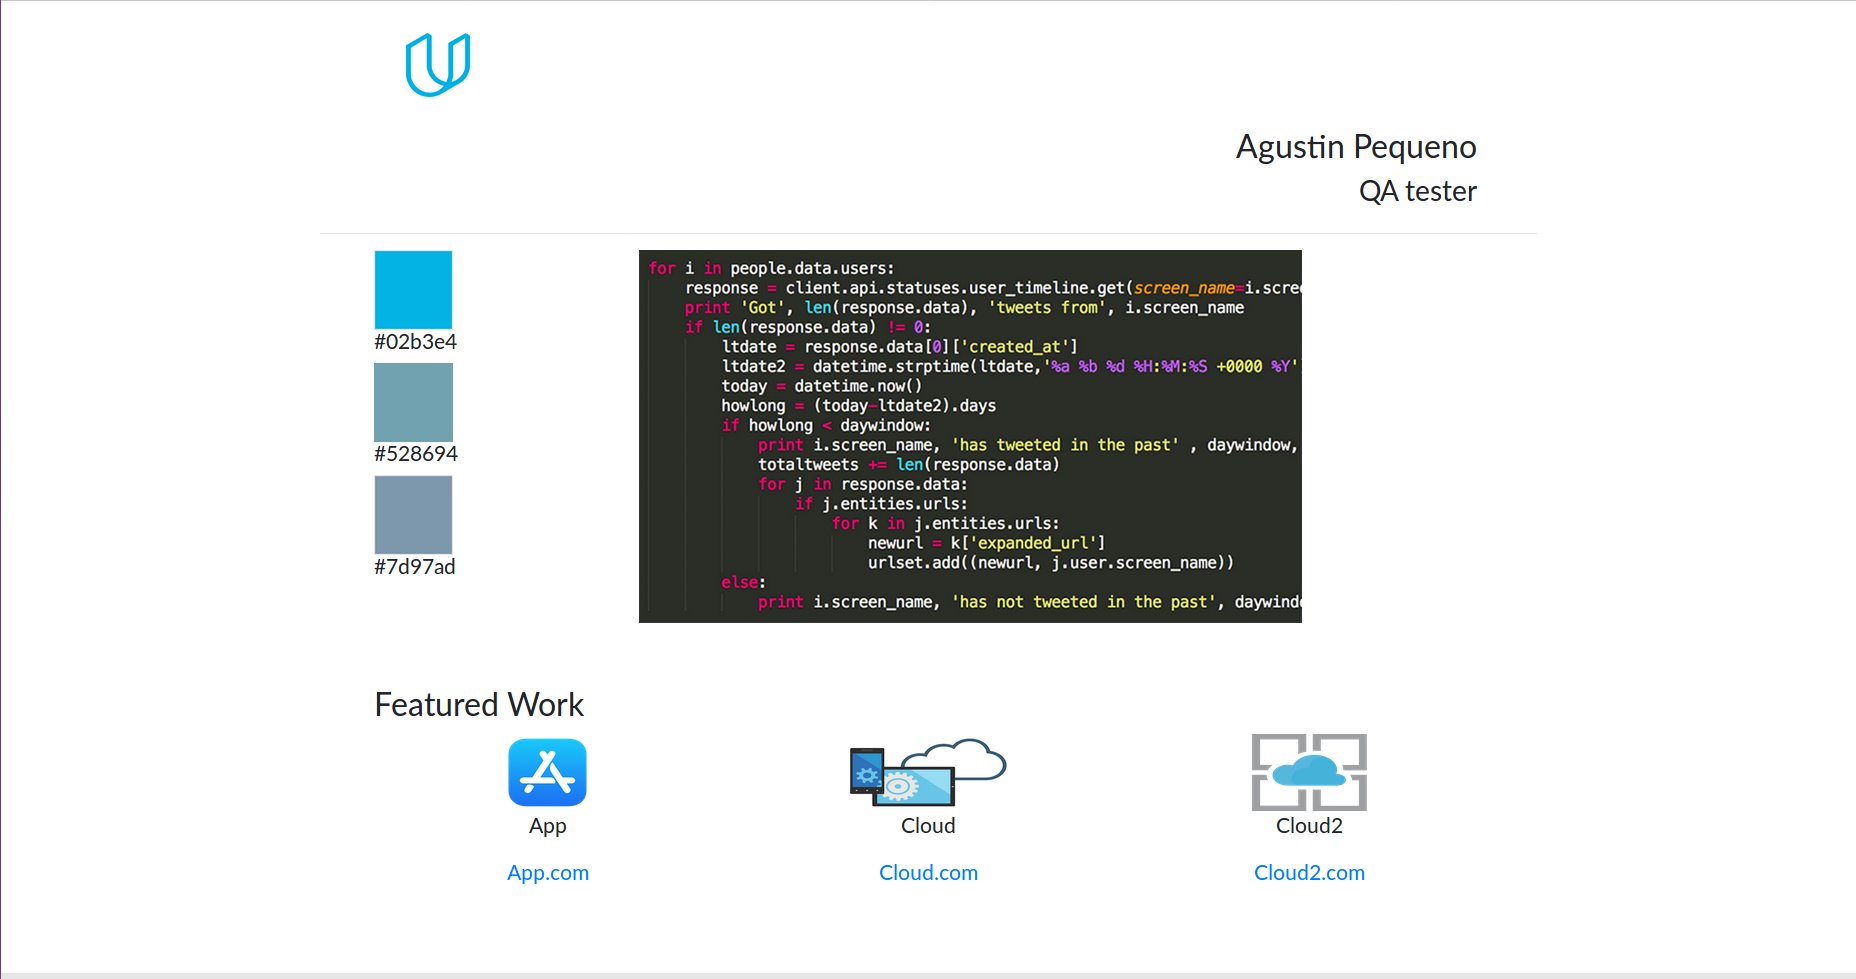 Agustin Pequeno
QA tester
#02b3e4
#528694
#7d97ad
for i in people.data.users:
response = client.api.statuses.user_timeline.get(screen_name=i.scree
print 'Got', len(response.data), 'tweets from', i.screen_name
if len(response.data) != 0:
ltdate = response.data[0]['created_at']
ltdate2 = datetime.strptime(ltdate,'%a %b %d %H:%M:%S +0000 %Y'
today = datetime.now()
howlong = (today-ltdate2).days
if howlong < daywindow:
print i.screen_name, 'has tweeted in the past' , daywindow,
totaltweets += len(response.data)
for j in response.data:
if j.entities.urls:
for k in j.entities.urls:
newurl = k['expanded_url']
urlset.add((newurl, j.user.screen_name))
else:
print i.screen_name, 'has not tweeted in the past', daywindo
Featured Work
App
Cloud
Cloud2
App.com
Cloud.com
Cloud2.com